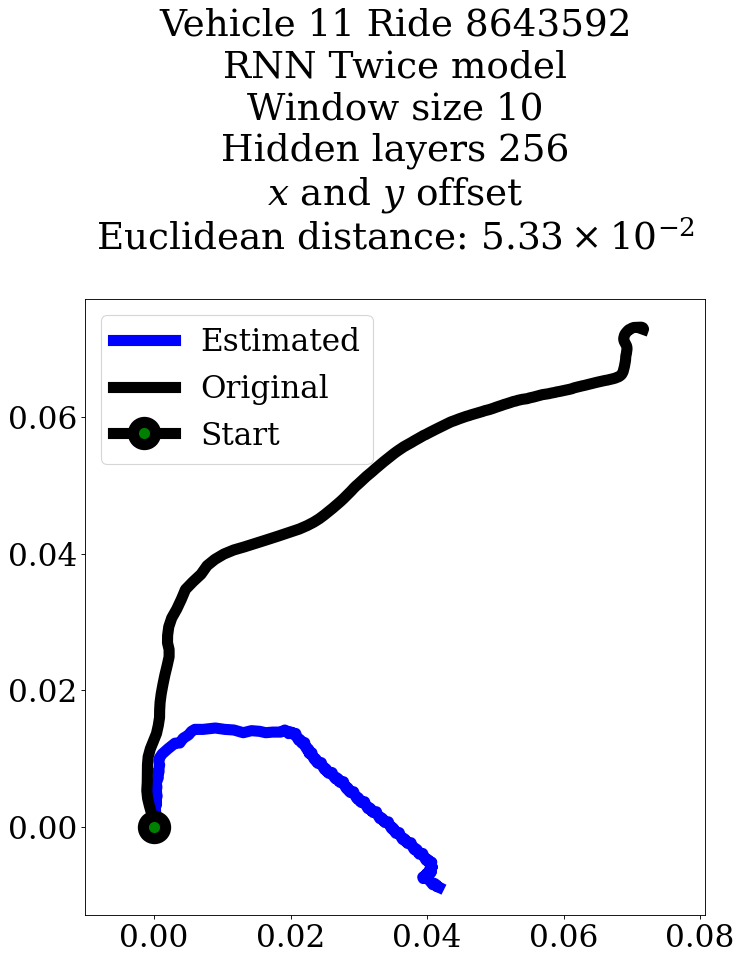 Vehicle 11 Ride 8643592
RNN Twice model
Window size 10
Hidden layers 256
x and y offset
Euclidean distance: 5.33 × 10⁻²
Estimated
Original
Start
0.06
0.04
0.02
0.00
0.00 0.02 0.04 0.06 0.08